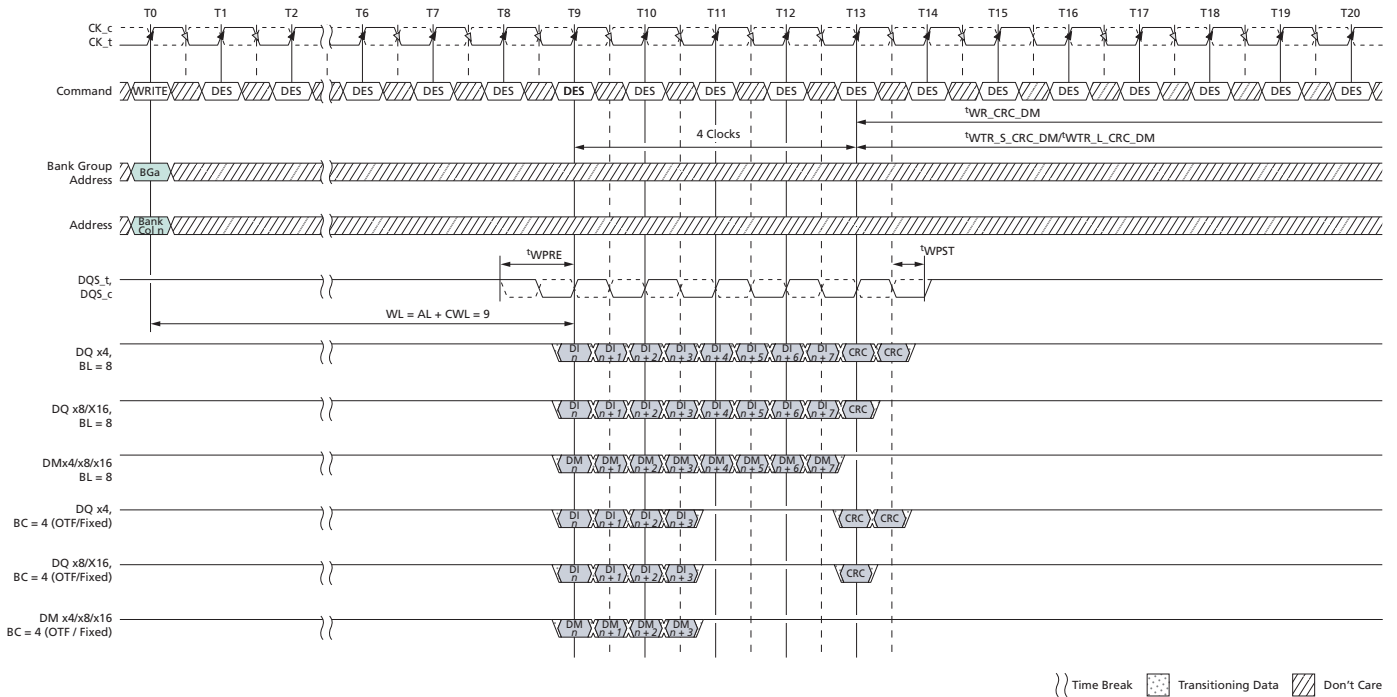 T0 T1 T2 T6 T7 T8 T9 T10 T11 T12 T13 T14 T15 T16 T17 T18 T19 T20
CK_c
CK_t
Command WRITE DES DES DES DES DES DES DES DES DES DES DES DES DES DES DES DES DES
tWR_CRC_DM
4 Clocks tWTR_S_CRC_DM/tWTR_L_CRC_DM
Bank Group
Address
BGa
Address
Bank
Col n
tWPRE tWPST
DQS_t,
DQS_c
WL = AL + CWL = 9
DQ x4,
BL = 8
DI DI DI DI DI DI DI DI CRC CRC
n n + 1 n + 2 n + 3 n + 4 n + 5 n + 6 n + 7
DQ x8/X16,
BL = 8
DI DI DI DI DI DI DI DI CRC
n n + 1 n + 2 n + 3 n + 4 n + 5 n + 6 n + 7
DMx4/x8/x16
BL = 8
DM DM DM DM DM DM DM DM
n n + 1 n + 2 n + 3 n + 4 n + 5 n + 6 n + 7
DQ x4,
BC = 4 (OTF/Fixed)
DI DI DI DI CRC CRC
n n + 1 n + 2 n + 3
DQ x8/X16,
BC = 4 (OTF/Fixed)
DI DI DI DI CRC
n n + 1 n + 2 n + 3
DM x4/x8/x16
BC = 4 (OTF / Fixed)
DM DM DM DM
n n + 1 n + 2 n + 3
Time Break Transitioning Data Don't Care